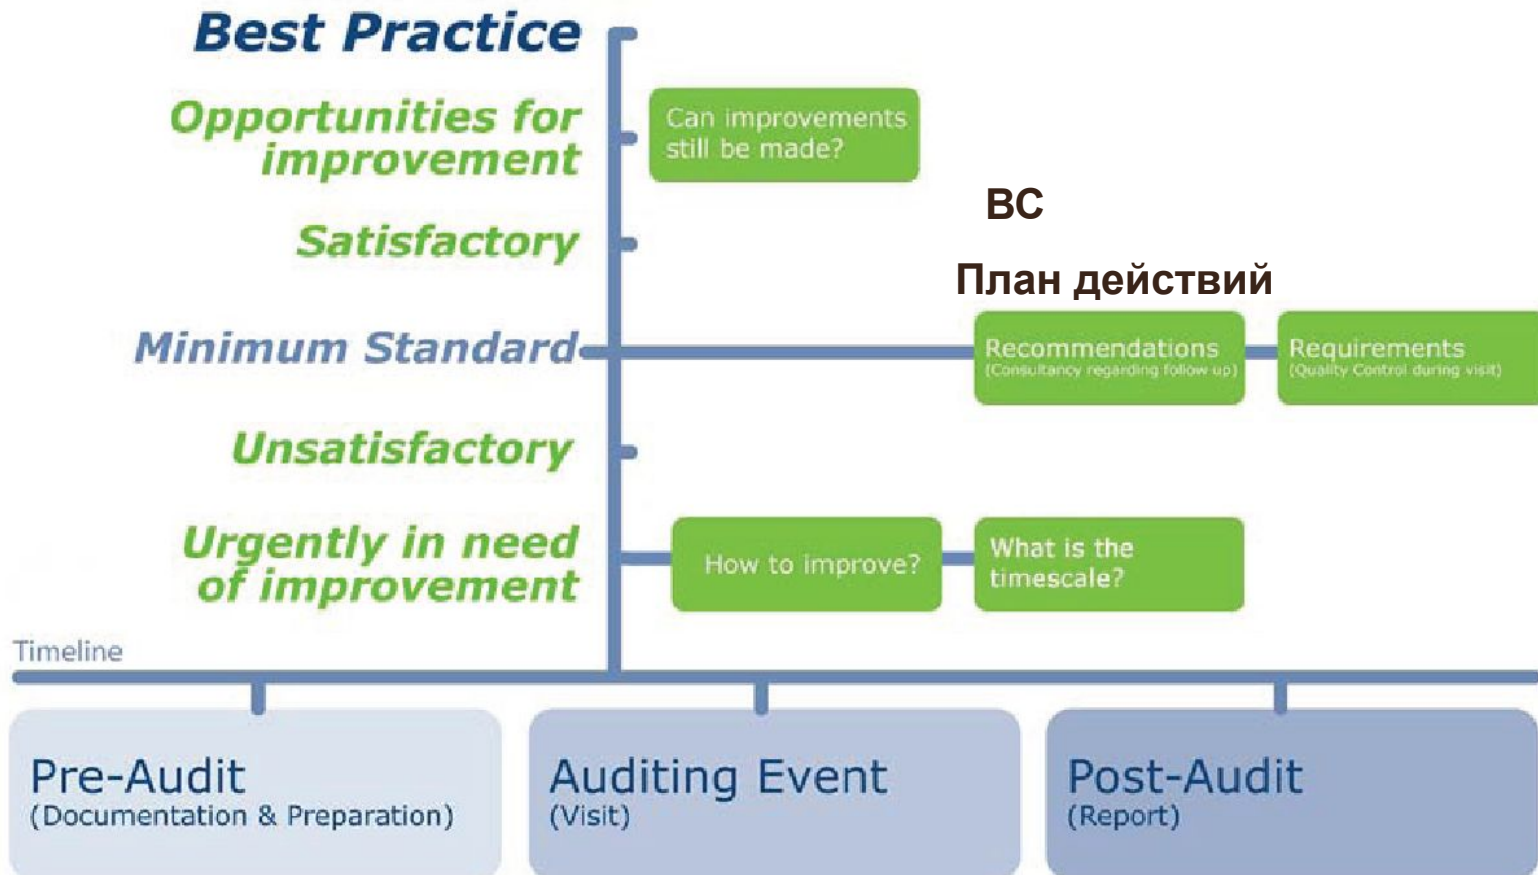 Best Practice
Opportunities for
improvement
Can improvements
still be made?
ВС
Satisfactory
План действий
Minimum Standard
Recommendations
(Consultancy regarding follow up)
Requirements
(Quality Control during visit)
Unsatisfactory
Urgently in need
of improvement
How to improve?
What is the
timescale?
Timeline
Pre-Audit
(Documentation & Preparation)
Auditing Event
(Visit)
Post-Audit
(Report)